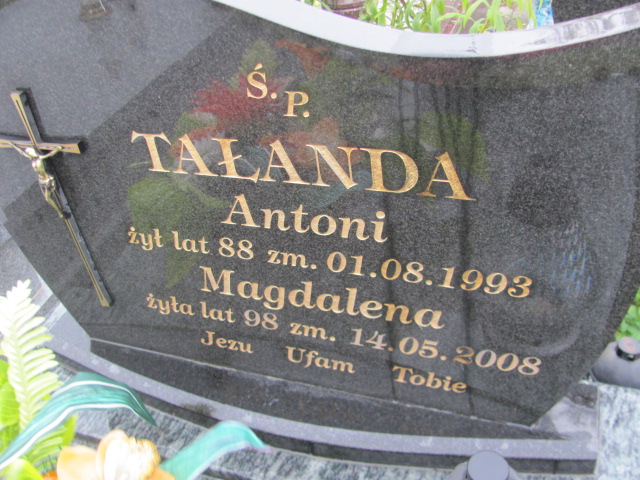 Ś. P.
TAŁANDA
Antoni
żył lat 88 zm. 01.08.1993
Magdalena
żyła lat 98 zm. 14.05.2008
Jezu Ufam Tobie